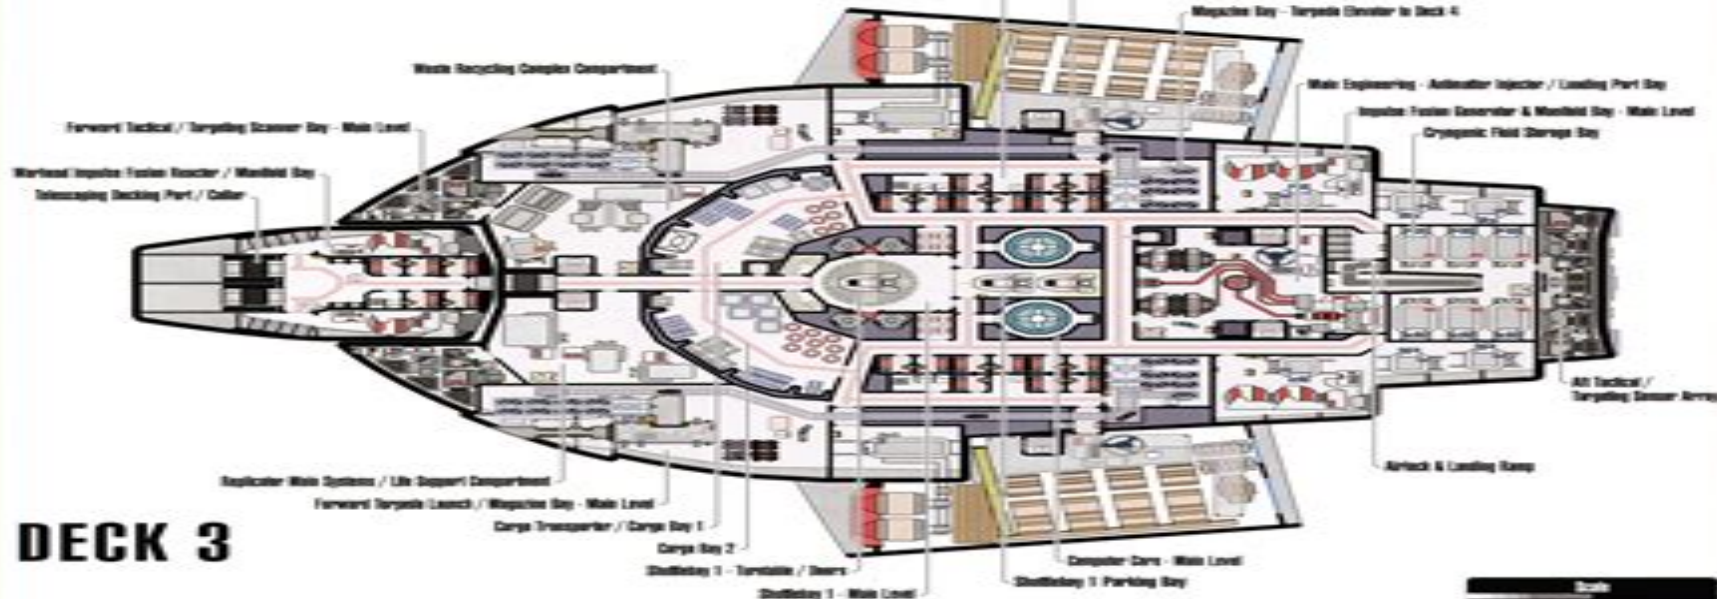 Magazine Bay - Torpedo Elevator to Deck 4
Waste Recycling Complex Compartment
Main Engineering - Antimatter Injector / Loading Port Bay
Impulse Fusion Generator & Manifold Bay - Main Level
Forward Tactical / Targeting Scanner Bay - Main Level
Cryogenic Fluid Storage Bay
Warhead Impulse Fusion Reactor / Manifold Bay
Telescoping Docking Port / Collar
Aft Tactical /
Targeting Sensor Array
Airlock & Landing Ramp
Replicator Main Systems / Life Support Compartment
Forward Torpedo Launch / Magazine Bay - Main Level
Cargo Transporter / Cargo Bay 1
DECK 3
Cargo Bay 2
Computer Core - Main Level
Shuttlebay 1 - Turntable / Doors
Shuttlebay 1 Parking Bay
Shuttlebay 1 - Main Level
Scale